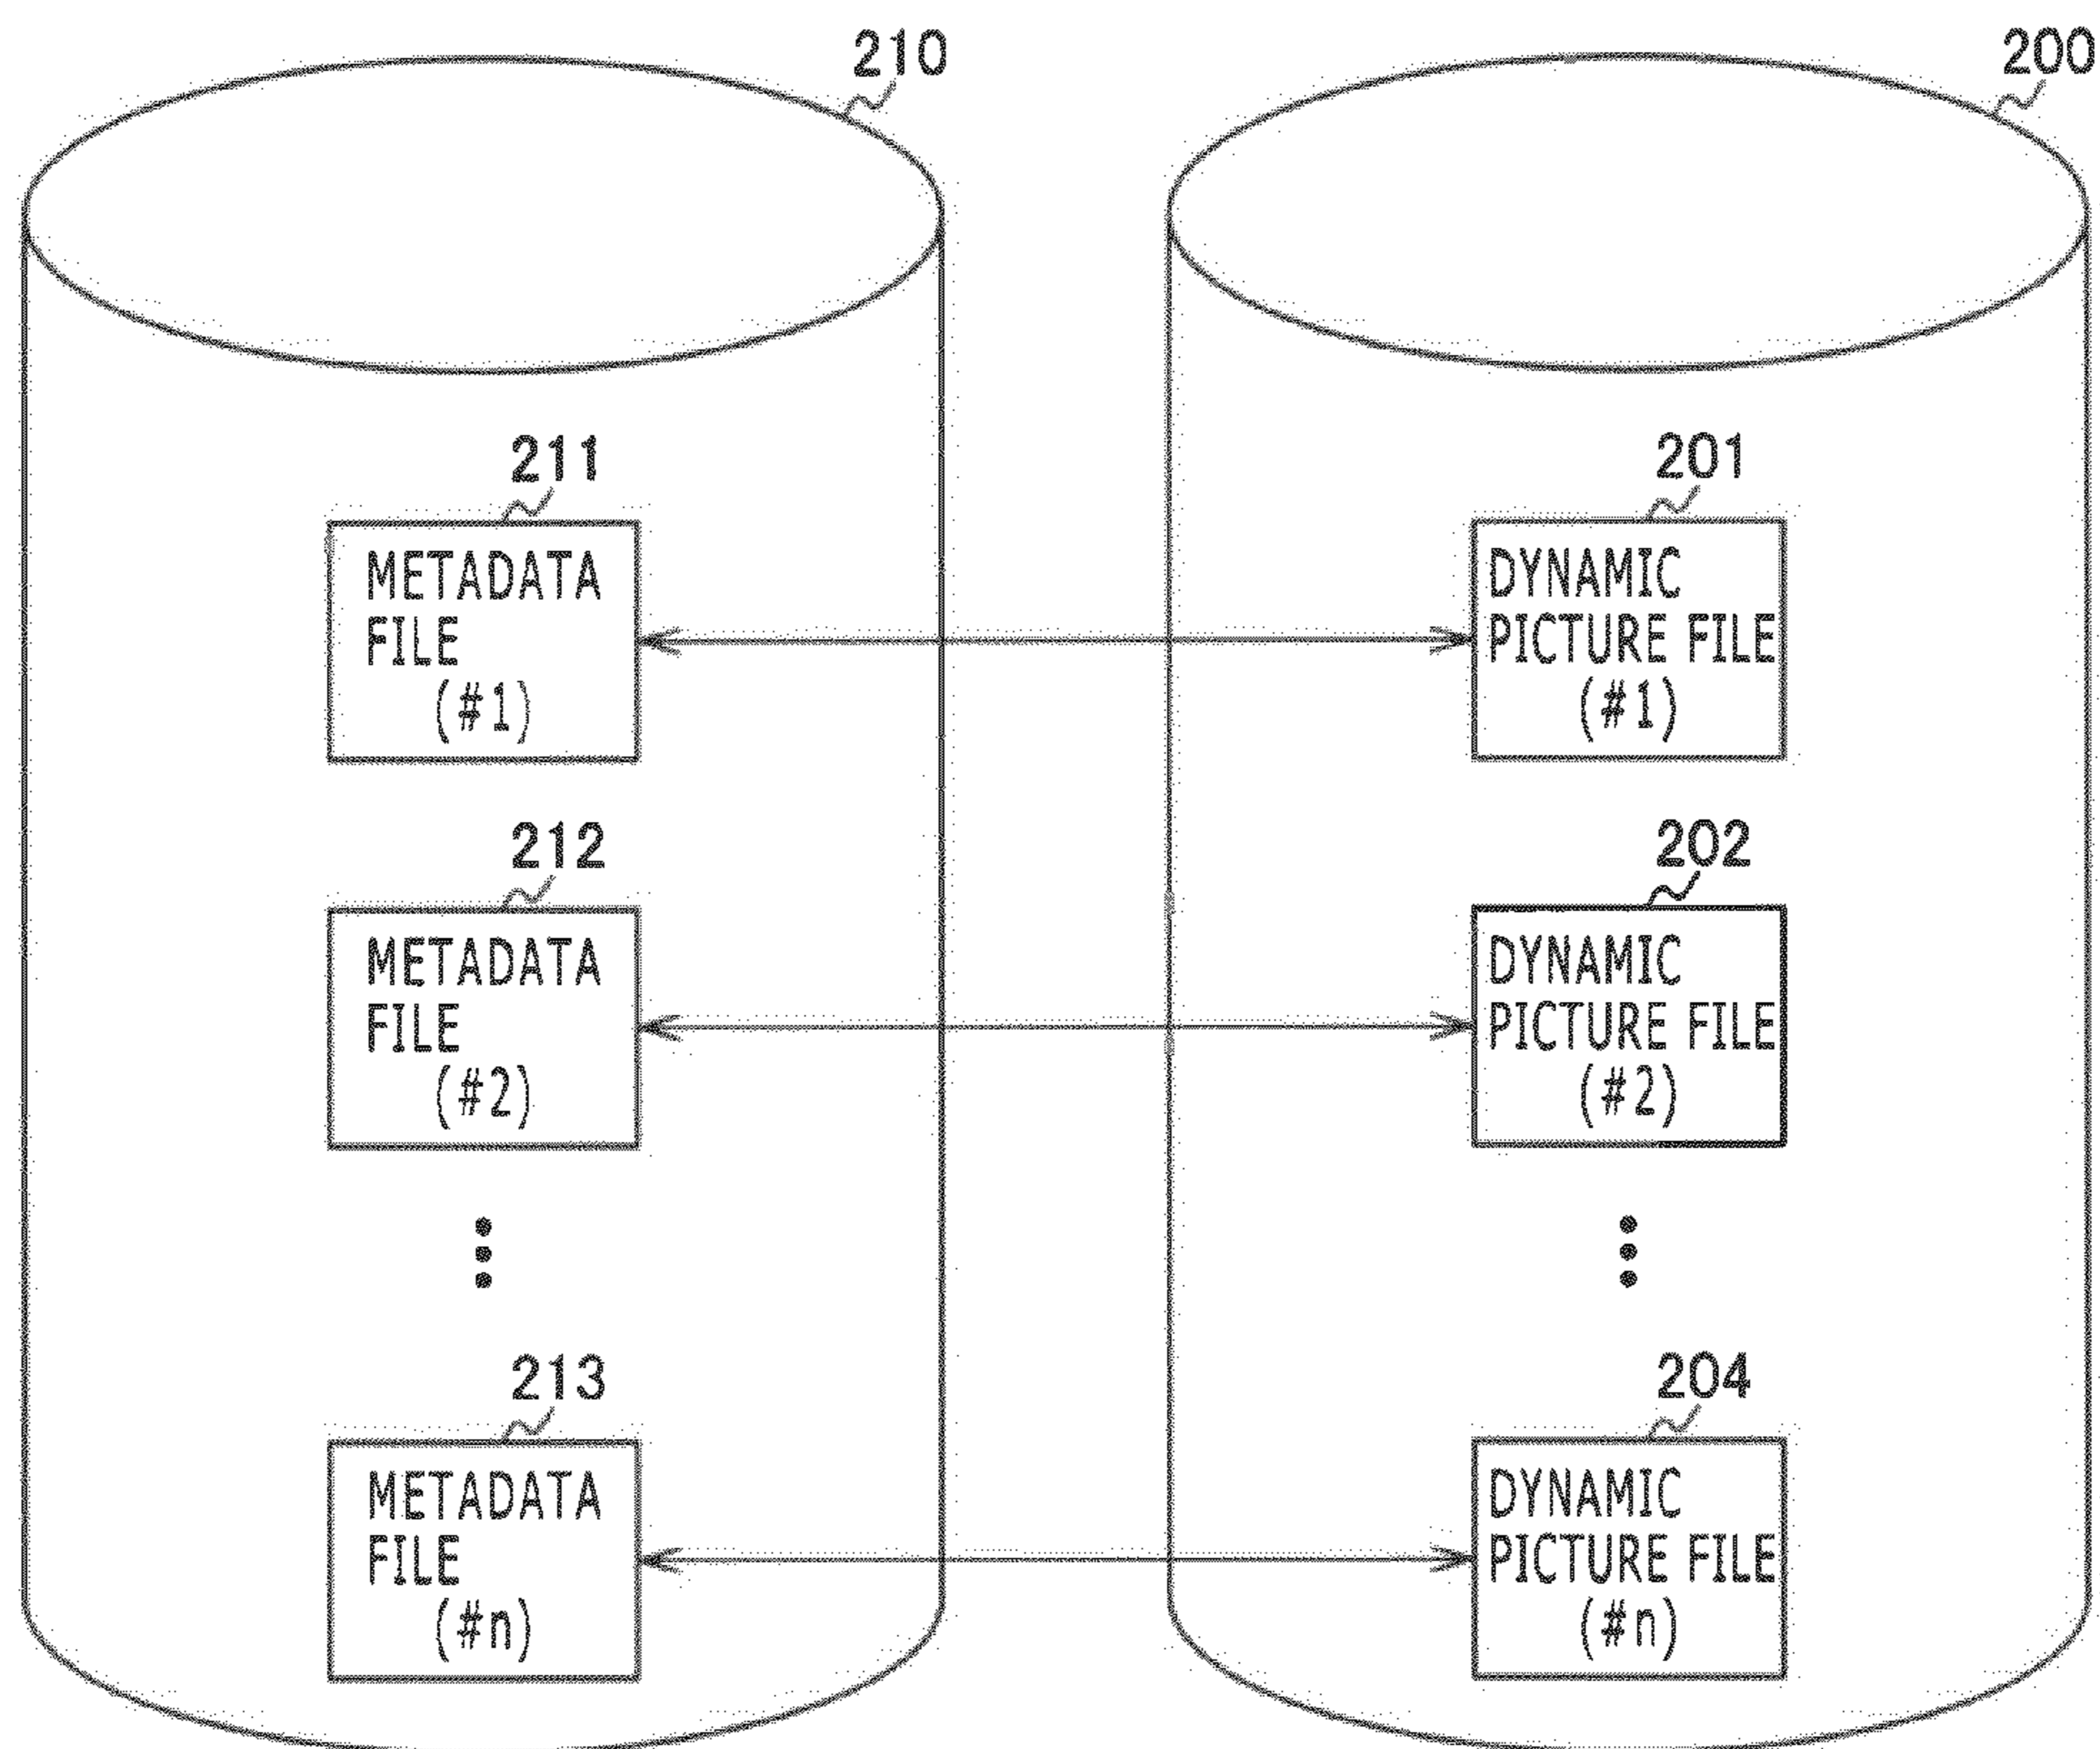 210
200
211
METADATA
FILE
(#1)
201
DYNAMIC
PICTURE FILE
(#1)
212
METADATA
FILE
(#2)
202
DYNAMIC
PICTURE FILE
(#2)
213
METADATA
FILE
(#n)
204
DYNAMIC
PICTURE FILE
(#n)